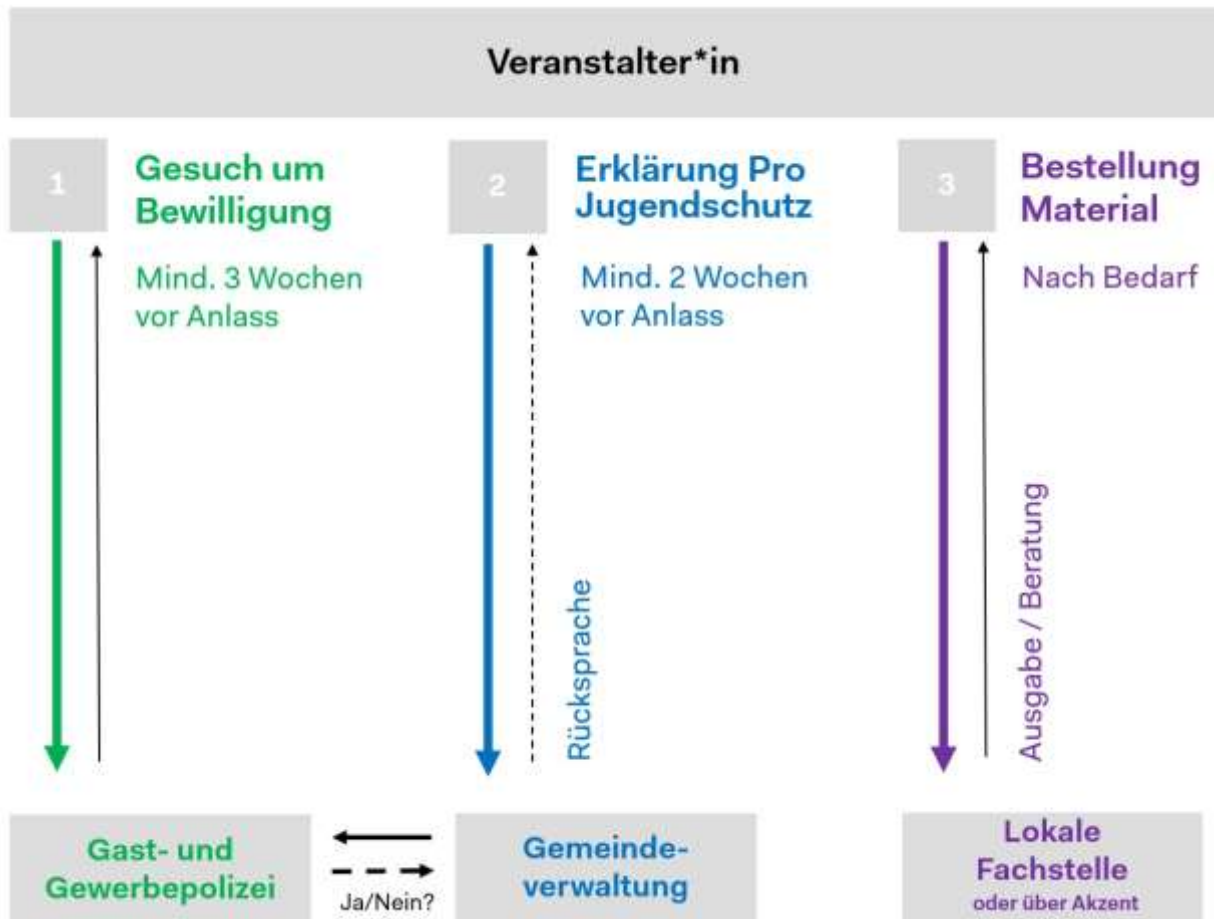 Veranstalter*in
1
Gesuch um
Bewilligung
Mind. 3 Wochen
vor Anlass
2
Erklärung Pro
Jugendschutz
Mind. 2 Wochen
vor Anlass
Rücksprache
3
Bestellung
Material
Nach Bedarf
Ausgabe / Beratung
Gast- und
Gewerbepolizei
Ja/Nein?
Gemeinde-
verwaltung
Lokale
Fachstelle
oder über Akzent